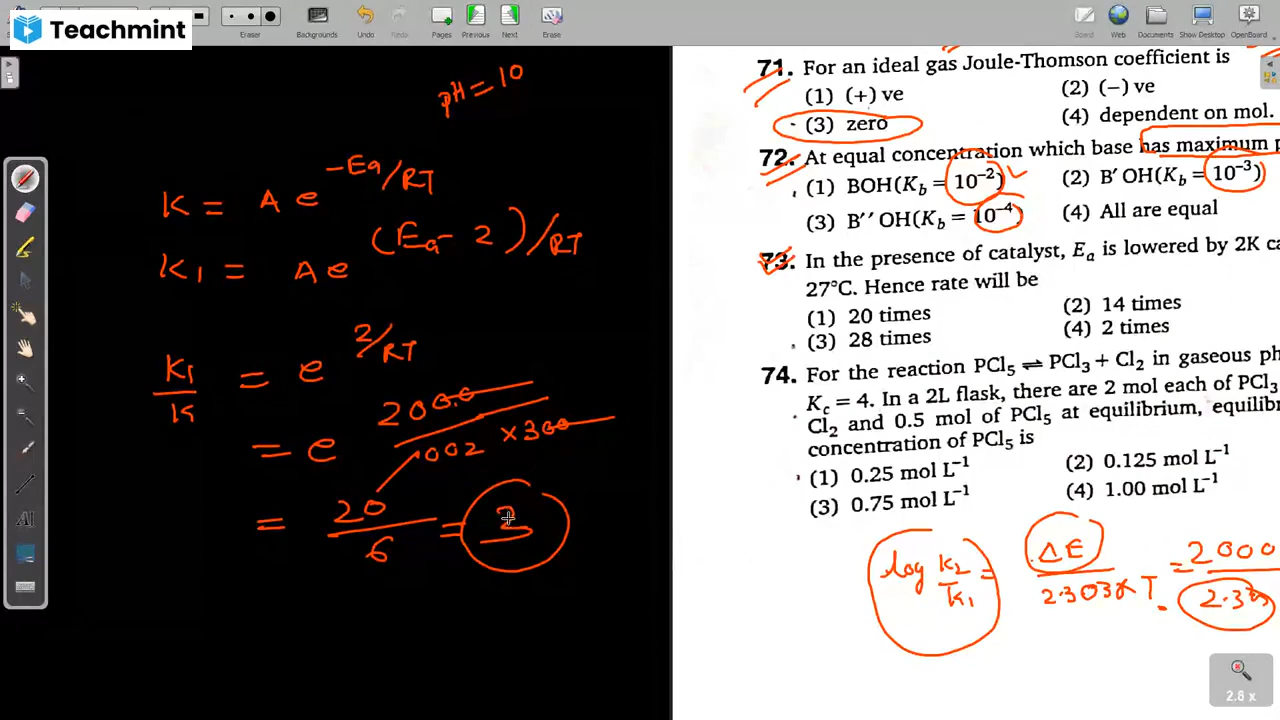 Teachmint
Eraser
Backgrounds
Undo
Redo
Pages
Previous
Next
Erase
Board
Web
Documents
Show Desktop
OpenBoard
pH = 10
K = A e -Ea/RT
K1 = A e (Ea - 2)/RT
K1/K = e 2/RT
= e 2000.0/.002 × 300
= 20/6 = 3
71. For an ideal gas Joule-Thomson coefficient is
(1) (+) ve (2) (−) ve
(3) zero (4) dependent on mol.
72. At equal concentration which base has maximum p
(1) BOH(Kb = 10−2) (2) B′ OH(Kb = 10−3)
(3) B′′ OH(Kb = 10−4) (4) All are equal
73. In the presence of catalyst, Ea is lowered by 2K ca
27°C. Hence rate will be
(1) 20 times (2) 14 times
(3) 28 times (4) 2 times
74. For the reaction PCl5 ⇌ PCl3 + Cl2 in gaseous ph
Kc = 4. In a 2L flask, there are 2 mol each of PCl3
Cl2 and 0.5 mol of PCl5 at equilibrium, equilib
concentration of PCl5 is
(1) 0.25 mol L−1 (2) 0.125 mol L−1
(3) 0.75 mol L−1 (4) 1.00 mol L−1
log K2/K1 = ΔE/2.303RT = 2000
2.8 x